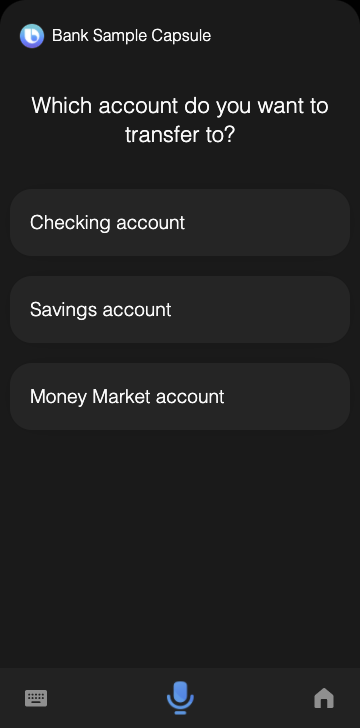 Bank Sample Capsule
Which account do you want to
transfer to?
Checking account
Savings account
Money Market account